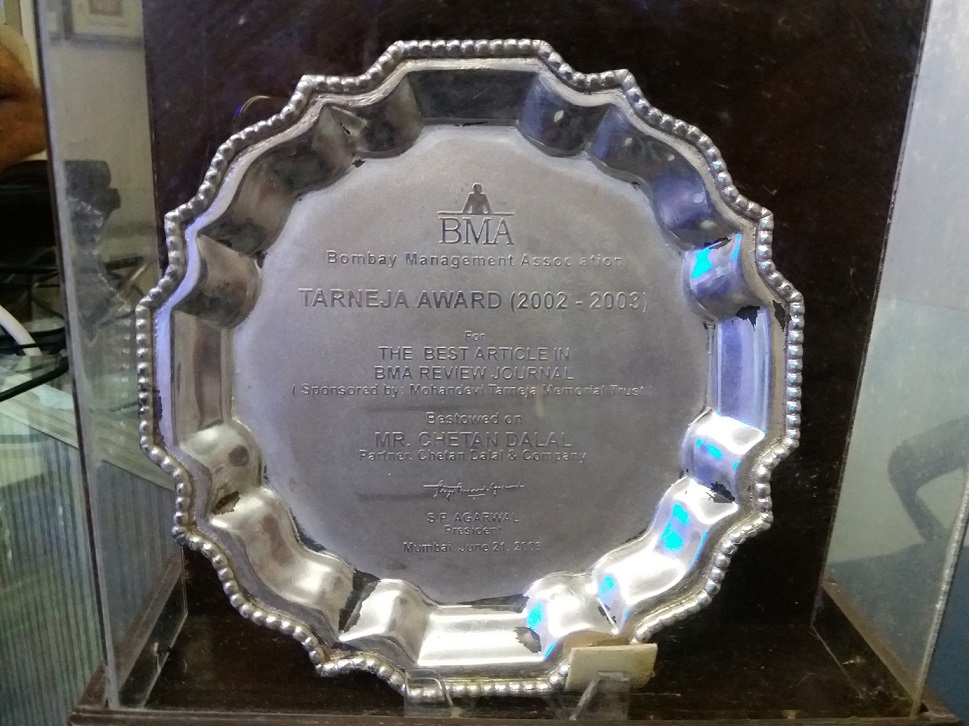 BMA
Bombay Management Association
TARNEJA AWARD (2002 - 2003)
For
THE BEST ARTICLE IN
BMA REVIEW JOURNAL
( Sponsored by: Mohandevi Tarneja Memorial Trust )
Bestowed on
MR. CHETAN DALAL
Partner, Chetan Dalal & Company
S.P. AGARWAL
President
Mumbai, June 21, 2003